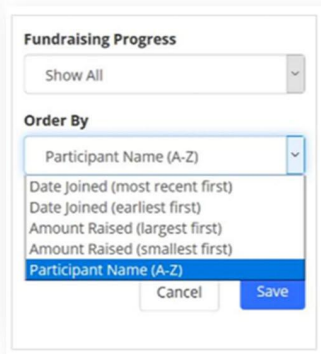 Fundraising Progress
Show All
Order By
Participant Name (A-Z)
Date Joined (most recent first)
Date Joined (earliest first)
Amount Raised (largest first)
Amount Raised (smallest first)
Participant Name (A-Z)
Cancel Save